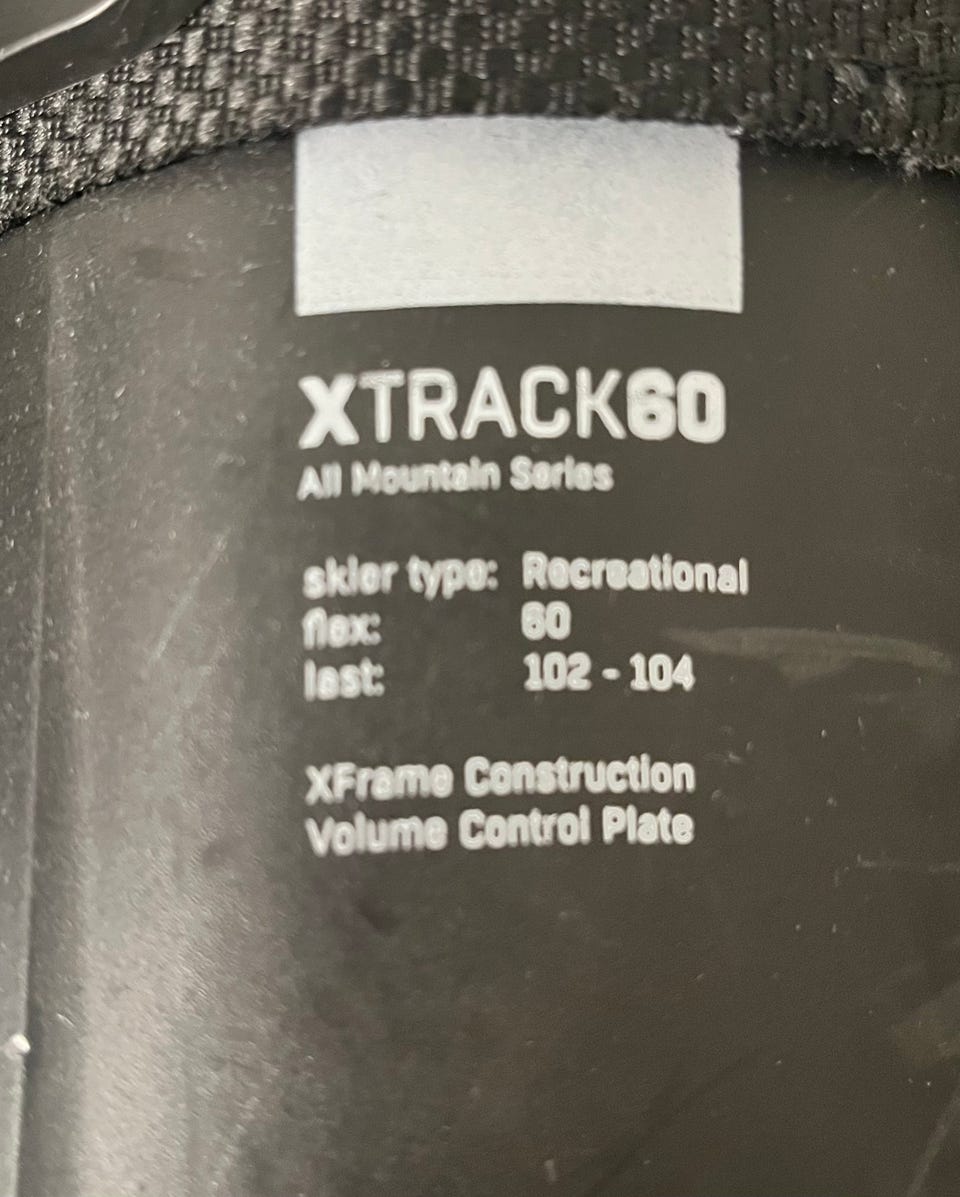 XTRACK60
All Mountain Series
skier type: Recreational
flex: 60
last: 102 - 104
XFrame Construction
Volume Control Plate